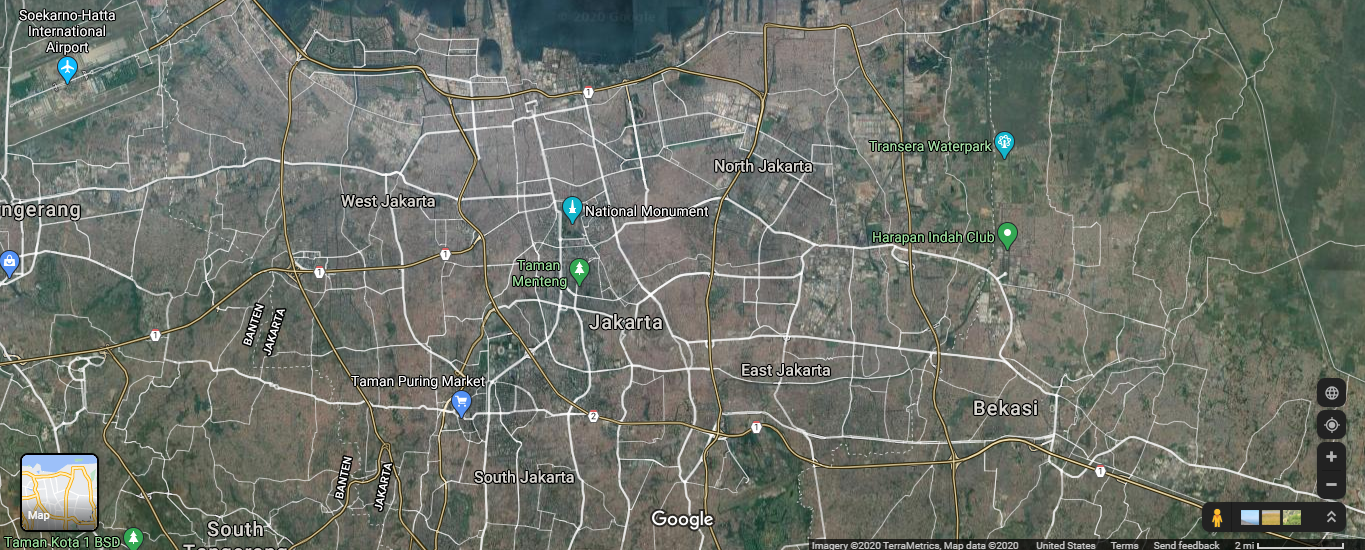 © 2020 Google
Soekarno-Hatta
International
Airport
1
Transera Waterpark
North Jakarta
West Jakarta
ngerang
National Monument
Harapan Indah Club
1
1
Taman
Menteng
BANTEN
JAKARTA
Jakarta
1
East Jakarta
Taman Puring Market
Bekasi
2
1
1
South Jakarta
BANTEN
JAKARTA
Map
Google
South
Tangerang
Taman Kota 1 BSD
Imagery ©2020 TerraMetrics, Map data ©2020 United States Terms Send feedback 2 mi